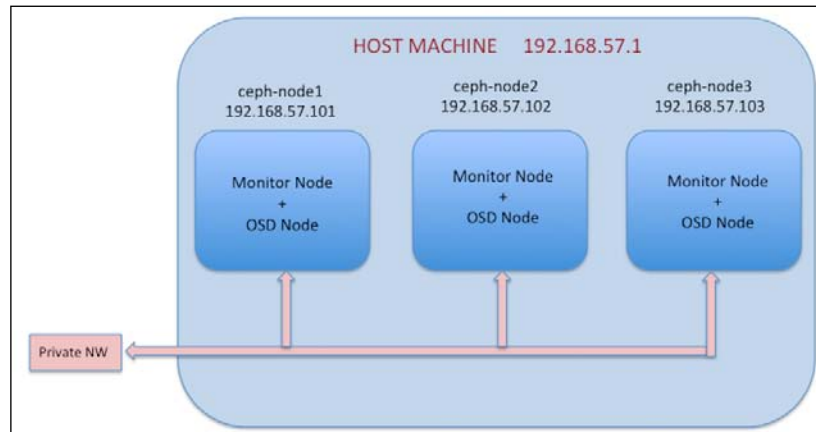 HOST MACHINE 192.168.57.1
ceph-node1
192.168.57.101
ceph-node2
192.168.57.102
ceph-node3
192.168.57.103
Monitor Node
+
OSD Node
Monitor Node
+
OSD Node
Monitor Node
+
OSD Node
Private NW